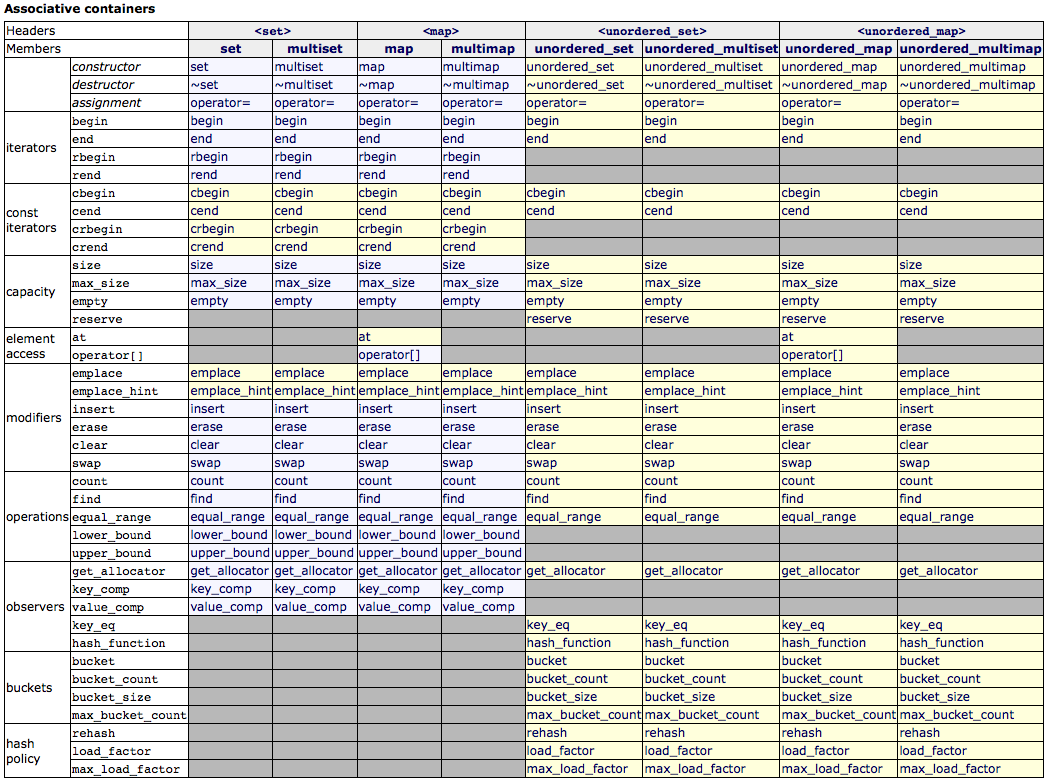 Associative containers
Headers <set> <map> <unordered_set> <unordered_map>
Members set multiset map multimap unordered_set unordered_multiset unordered_map unordered_multimap
constructor set multiset map multimap unordered_set unordered_multiset unordered_map unordered_multimap
destructor ~set ~multiset ~map ~multimap ~unordered_set ~unordered_multiset ~unordered_map ~unordered_multimap
assignment operator= operator= operator= operator= operator= operator= operator= operator=
iterators
begin begin begin begin begin begin begin begin begin
end end end end end end end end end
rbegin rbegin rbegin rbegin rbegin
rend rend rend rend rend
const
iterators
cbegin cbegin cbegin cbegin cbegin cbegin cbegin cbegin cbegin
cend cend cend cend cend cend cend cend cend
crbegin crbegin crbegin crbegin crbegin
crend crend crend crend crend
capacity
size size size size size size size size size
max_size max_size max_size max_size max_size max_size max_size max_size max_size
empty empty empty empty empty empty empty empty empty
reserve reserve reserve reserve reserve
element
access
at at at
operator[] operator[] operator[]
modifiers
emplace emplace emplace emplace emplace emplace emplace emplace emplace
emplace_hint emplace_hint emplace_hint emplace_hint emplace_hint emplace_hint emplace_hint emplace_hint emplace_hint
insert insert insert insert insert insert insert insert insert
erase erase erase erase erase erase erase erase erase
clear clear clear clear clear clear clear clear clear
swap swap swap swap swap swap swap swap swap
operations
count count count count count count count count count
find find find find find find find find find
equal_range equal_range equal_range equal_range equal_range equal_range equal_range equal_range equal_range
lower_bound lower_bound lower_bound lower_bound lower_bound
upper_bound upper_bound upper_bound upper_bound upper_bound
observers
get_allocator get_allocator get_allocator get_allocator get_allocator get_allocator get_allocator get_allocator get_allocator
key_comp key_comp key_comp key_comp key_comp
value_comp value_comp value_comp value_comp value_comp
key_eq key_eq key_eq key_eq key_eq
hash_function hash_function hash_function hash_function hash_function
buckets
bucket bucket bucket bucket bucket
bucket_count bucket_count bucket_count bucket_count bucket_count
bucket_size bucket_size bucket_size bucket_size bucket_size
max_bucket_count max_bucket_count max_bucket_count max_bucket_count max_bucket_count
hash
policy
rehash rehash rehash rehash rehash
load_factor load_factor load_factor load_factor load_factor
max_load_factor max_load_factor max_load_factor max_load_factor max_load_factor